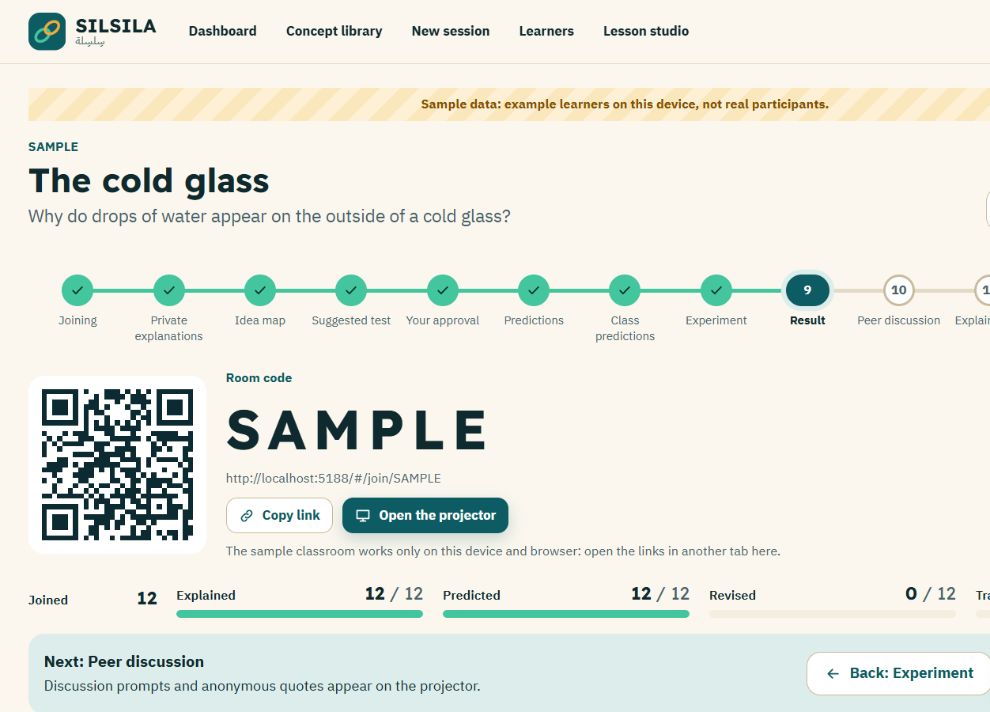 SILSILA
سِلسِلة
Dashboard
Concept library
New session
Learners
Lesson studio
Sample data: example learners on this device, not real participants.
SAMPLE
The cold glass
Why do drops of water appear on the outside of a cold glass?
9
10
Joining
Private explanations
Idea map
Suggested test
Your approval
Predictions
Class predictions
Experiment
Result
Peer discussion
Room code
SAMPLE
http://localhost:5188/#/join/SAMPLE
Copy link
Open the projector
The sample classroom works only on this device and browser: open the links in another tab here.
Joined 12
Explained 12 / 12
Predicted 12 / 12
Revised 0 / 12
Next: Peer discussion
Discussion prompts and anonymous quotes appear on the projector.
← Back: Experiment